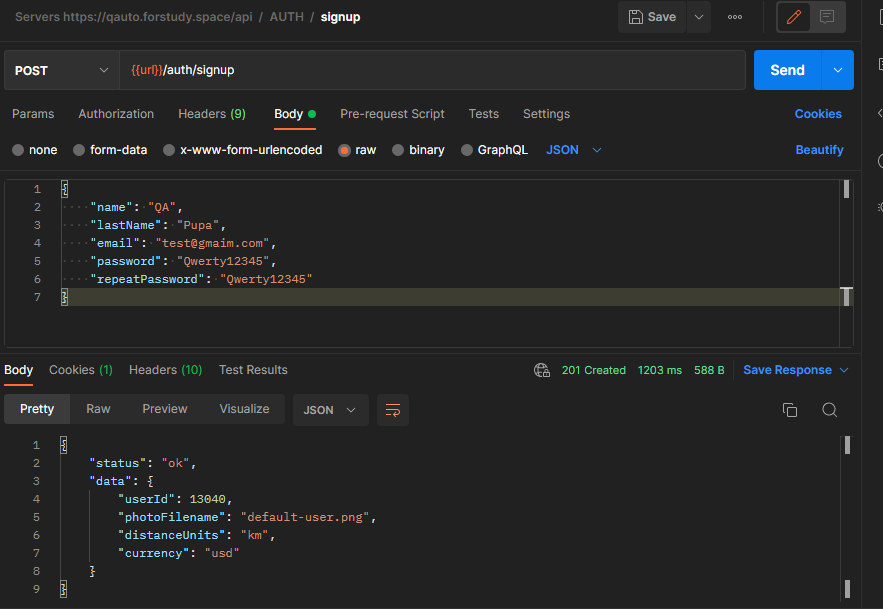 Servers https://qauto.forstudy.space/api / AUTH / signup
Save
POST
{{url}}/auth/signup
Send
Params Authorization Headers (9) Body Pre-request Script Tests Settings Cookies
none form-data x-www-form-urlencoded raw binary GraphQL JSON Beautify
1 {
2 "name": "QA",
3 "lastName": "Pupa",
4 "email": "test@gmaim.com",
5 "password": "Qwerty12345",
6 "repeatPassword": "Qwerty12345"
7 }
Body Cookies (1) Headers (10) Test Results 201 Created 1203 ms 588 B Save Response
Pretty Raw Preview Visualize JSON
1 {
2 "status": "ok",
3 "data": {
4 "userId": 13040,
5 "photoFilename": "default-user.png",
6 "distanceUnits": "km",
7 "currency": "usd"
8 }
9 }